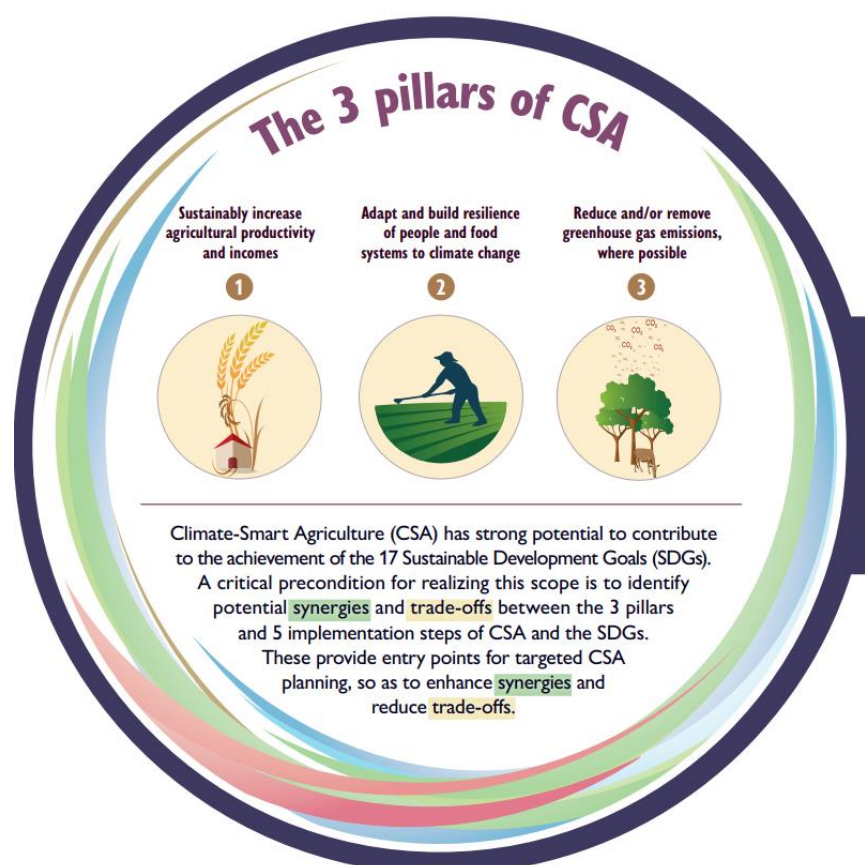 The 3 pillars of CSA
Sustainably increase
agricultural productivity
and incomes
1
Adapt and build resilience
of people and food
systems to climate change
2
Reduce and/or remove
greenhouse gas emissions,
where possible
3
CO₂ CO₂ CO₂
CO₂ CO₂
Climate-Smart Agriculture (CSA) has strong potential to contribute
to the achievement of the 17 Sustainable Development Goals (SDGs).
A critical precondition for realizing this scope is to identify
potential synergies and trade-offs between the 3 pillars
and 5 implementation steps of CSA and the SDGs.
These provide entry points for targeted CSA
planning, so as to enhance synergies and
reduce trade-offs.